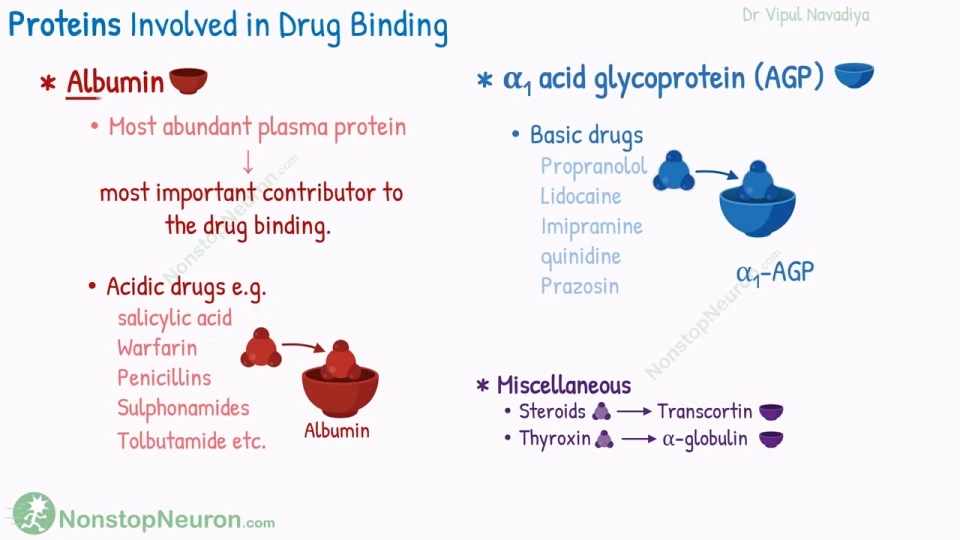 Proteins Involved in Drug Binding
Dr Vipul Navadiya
* Albumin
• Most abundant plasma protein
↓
most important contributor to
the drug binding.
• Acidic drugs e.g.
salicylic acid
Warfarin
Penicillins
Sulphonamides
Tolbutamide etc.
Albumin
* α₁ acid glycoprotein (AGP)
• Basic drugs
Propranolol
Lidocaine
Imipramine
quinidine
Prazosin
α₁-AGP
* Miscellaneous
• Steroids → Transcortin
• Thyroxin → α-globulin
NonstopNeuron.com
NonstopNeuron.com
NonstopNeuron.com